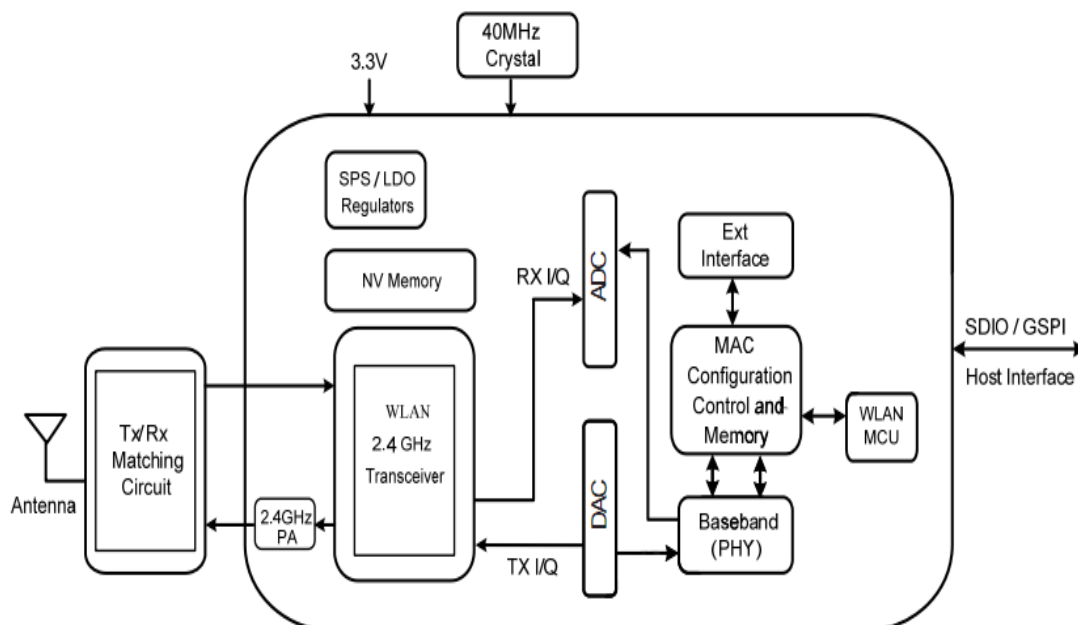 40MHz
Crystal
3.3V
SPS / LDO
Regulators
NV Memory
RX I/Q
ADC
Ext
Interface
SDIO / GSPI
Host Interface
MAC
Configuration
Control and
Memory
WLAN
MCU
Tx/Rx
Matching
Circuit
WLAN
2.4 GHz
Transceiver
Antenna
2.4GHz
PA
TX I/Q
DAC
Baseband
(PHY)